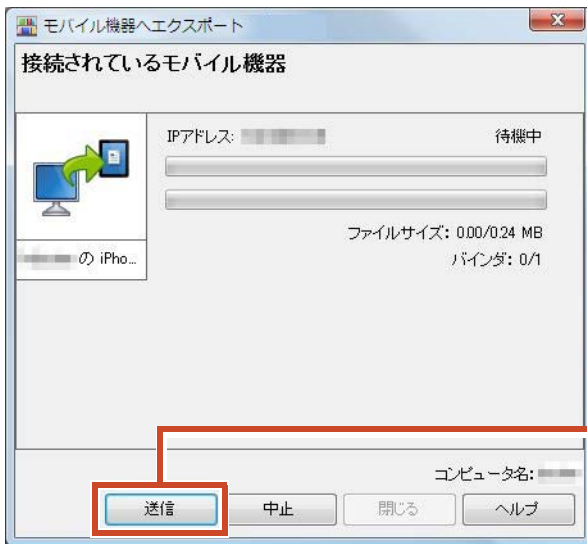 モバイル機器へエクスポート
接続されているモバイル機器
IPアドレス: 待機中
ファイルサイズ: 0.00/0.24 MB
バインダ: 0/1
の iPho...
コンピュータ名:
送信 中止 閉じる ヘルプ